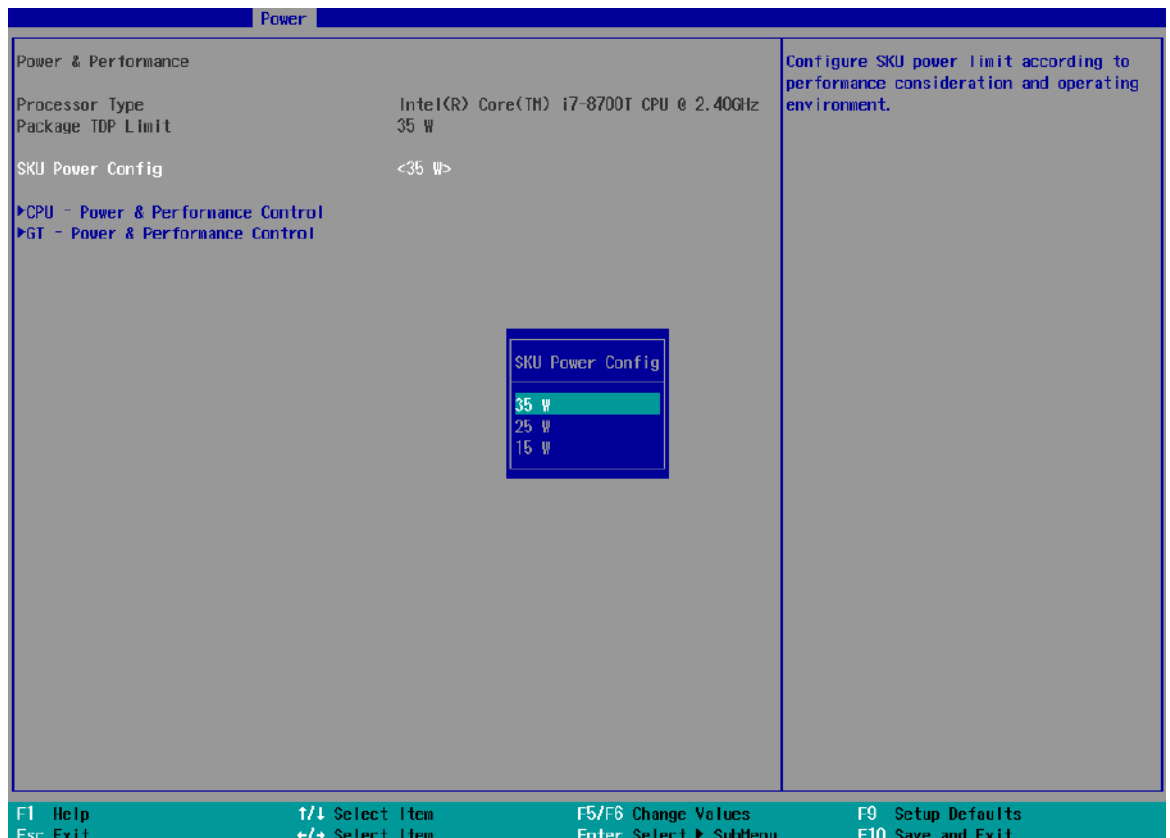 Power
Power & Performance
Processor Type Intel(R) Core(TM) i7-8700T CPU @ 2.40GHz
Package TDP Limit 35 W
SKU Power Config <35 W>
▶CPU - Power & Performance Control
▶GT - Power & Performance Control
Configure SKU power limit according to
performance consideration and operating
environment.
SKU Power Config
35 W
25 W
15 W
F1 Help ↑/↓ Select Item F5/F6 Change Values F9 Setup Defaults
Esc Exit ←/→ Select Item Enter Select ▶ SubMenu F10 Save and Exit